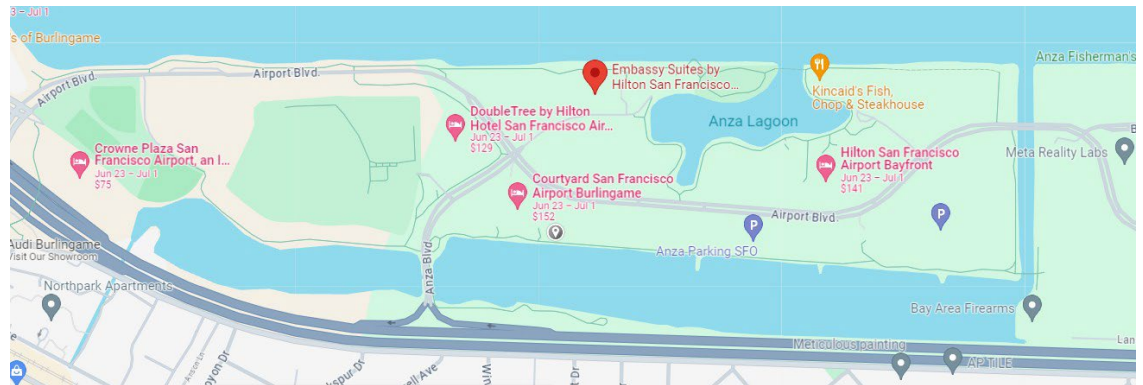 3 – Jul 1
s of Burlingame
Airport Blvd.
Airport Blvd.
Embassy Suites by
Hilton San Francisco...
Kincaid's Fish,
Chop & Steakhouse
Anza Fisherman's
DoubleTree by Hilton
Hotel San Francisco Air...
Jun 23 – Jul 1
$129
Anza Lagoon
Crowne Plaza San
Francisco Airport, an I...
Jun 23 – Jul 1
$75
Courtyard San Francisco
Airport Burlingame
Jun 23 – Jul 1
$152
Hilton San Francisco
Airport Bayfront
Jun 23 – Jul 1
$141
Meta Reality Labs
B
Airport Blvd.
P
P
Anza Parking SFO
Anza Blvd.
Audi Burlingame
Visit Our Showroom
Northpark Apartments
Bay Area Firearms
Lan
Meticulous painting
AP TILE